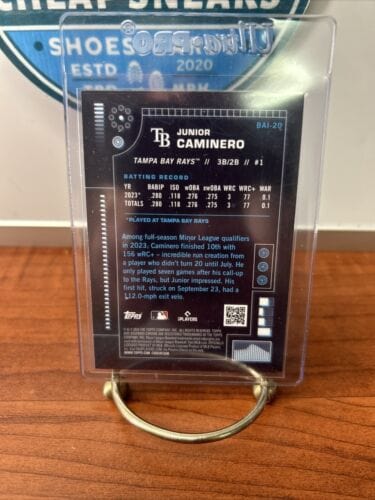 CHEAP SNEAKS
SHOES
ESTD 2020
Ultra PRO
BAI-20
TB JUNIOR
CAMINERO
TAMPA BAY RAYS™ // 3B/2B // #1
BATTING RECORD
YR BABIP ISO wOBA xwOBA WRC WRC+ WAR
2023* .280 .118 .276 .275 3 77 0.1
TOTALS .280 .118 .276 .275 3 77 0.1
*PLAYED AT TAMPA BAY RAYS
Among full-season Minor League qualifiers
in 2023, Caminero finished 10th with
156 wRC+ - incredible run creation from
a player who didn't turn 20 until July. He
only played seven games after his call-up
to the Rays, but Junior impressed. His
first hit, struck on September 23, had a
112.0-mph exit velo.
Topps
PLAYERS